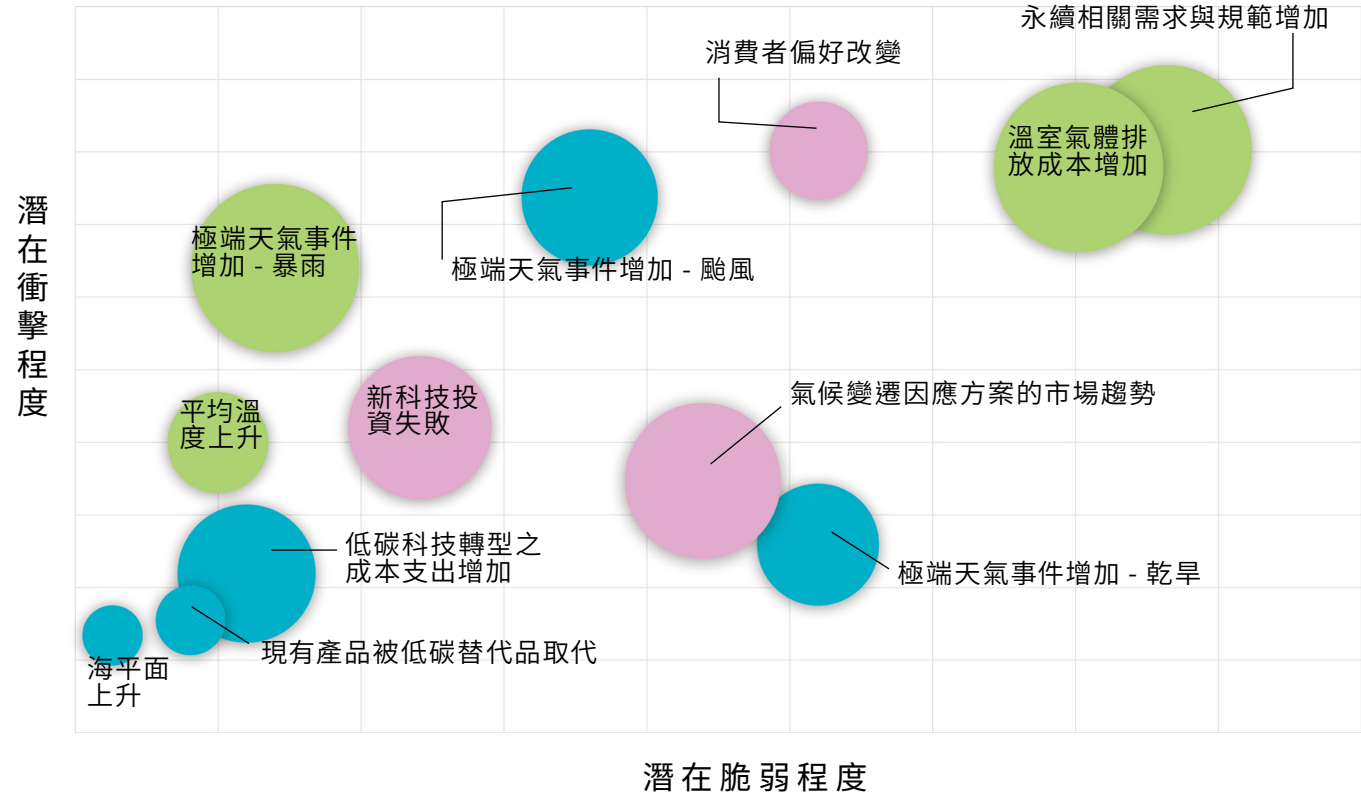 永續相關需求與規範增加
消費者偏好改變
溫室氣體排
放成本增加
極端天氣事件
增加 - 暴雨
極端天氣事件增加 - 颱風
潛在衝擊程度
新科技投
資失敗
氣候變遷因應方案的市場趨勢
平均溫
度上升
低碳科技轉型之
成本支出增加
極端天氣事件增加 - 乾旱
現有產品被低碳替代品取代
海平面
上升
潛在脆弱程度